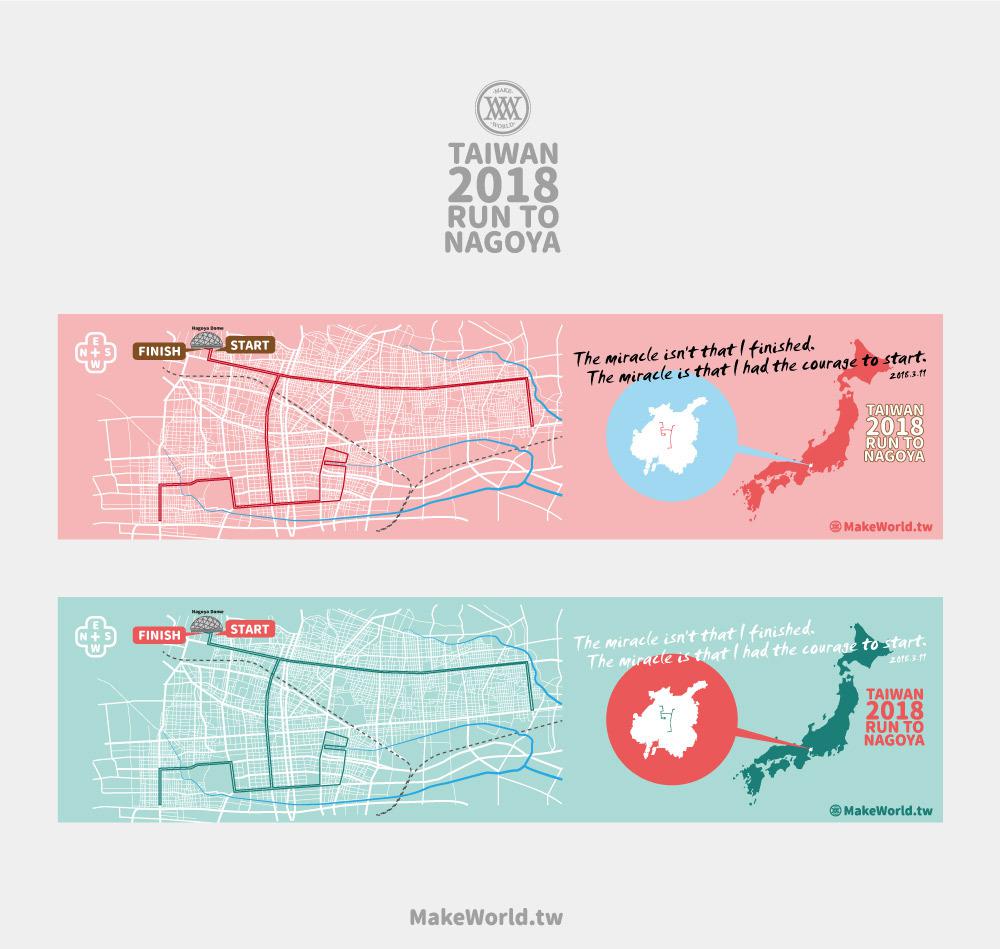 MAKE
WORLD
TAIWAN
2018
RUN TO
NAGOYA
E
N S
W
Nagoya Dome
FINISH
START
The miracle isn't that I finished.
The miracle is that I had the courage to start.
2018.3.11
TAIWAN
2018
RUN TO
NAGOYA
MakeWorld.tw
E
N S
W
Nagoya Dome
FINISH
START
The miracle isn't that I finished.
The miracle is that I had the courage to start.
2018.3.11
TAIWAN
2018
RUN TO
NAGOYA
MakeWorld.tw
MakeWorld.tw